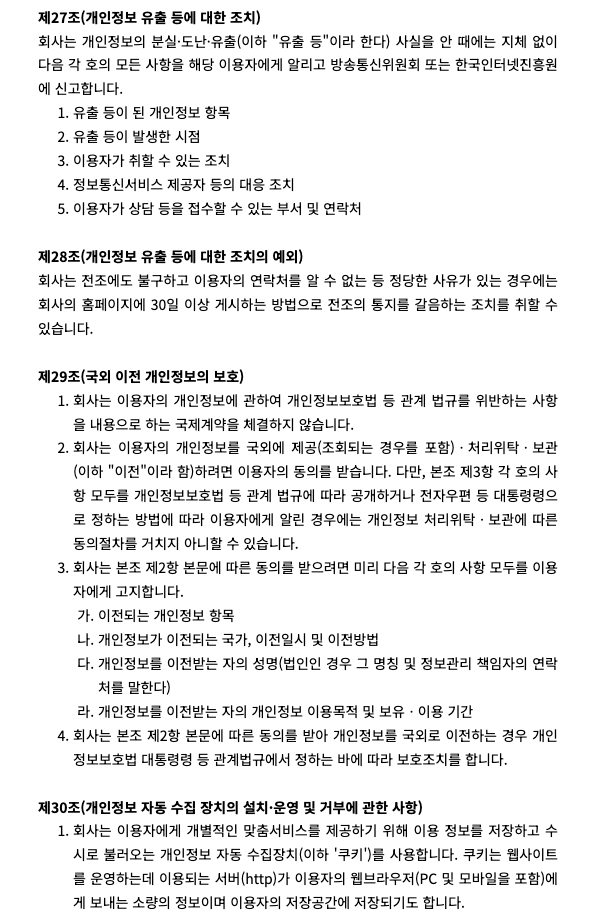 제27조(개인정보 유출 등에 대한 조치)
회사는 개인정보의 분실·도난·유출(이하 "유출 등"이라 한다) 사실을 안 때에는 지체 없이
다음 각 호의 모든 사항을 해당 이용자에게 알리고 방송통신위원회 또는 한국인터넷진흥원
에 신고합니다.
1. 유출 등이 된 개인정보 항목
2. 유출 등이 발생한 시점
3. 이용자가 취할 수 있는 조치
4. 정보통신서비스 제공자 등의 대응 조치
5. 이용자가 상담 등을 접수할 수 있는 부서 및 연락처
제28조(개인정보 유출 등에 대한 조치의 예외)
회사는 전조에도 불구하고 이용자의 연락처를 알 수 없는 등 정당한 사유가 있는 경우에는
회사의 홈페이지에 30일 이상 게시하는 방법으로 전조의 통지를 갈음하는 조치를 취할 수
있습니다.
제29조(국외 이전 개인정보의 보호)
1. 회사는 이용자의 개인정보에 관하여 개인정보보호법 등 관계 법규를 위반하는 사항
을 내용으로 하는 국제계약을 체결하지 않습니다.
2. 회사는 이용자의 개인정보를 국외에 제공(조회되는 경우를 포함)ㆍ처리위탁ㆍ보관
(이하 "이전"이라 함)하려면 이용자의 동의를 받습니다. 다만, 본조 제3항 각 호의 사
항 모두를 개인정보보호법 등 관계 법규에 따라 공개하거나 전자우편 등 대통령령으
로 정하는 방법에 따라 이용자에게 알린 경우에는 개인정보 처리위탁ㆍ보관에 따른
동의절차를 거치지 아니할 수 있습니다.
3. 회사는 본조 제2항 본문에 따른 동의를 받으려면 미리 다음 각 호의 사항 모두를 이용
자에게 고지합니다.
가. 이전되는 개인정보 항목
나. 개인정보가 이전되는 국가, 이전일시 및 이전방법
다. 개인정보를 이전받는 자의 성명(법인인 경우 그 명칭 및 정보관리 책임자의 연락
처를 말한다)
라. 개인정보를 이전받는 자의 개인정보 이용목적 및 보유ㆍ이용 기간
4. 회사는 본조 제2항 본문에 따른 동의를 받아 개인정보를 국외로 이전하는 경우 개인
정보보호법 대통령령 등 관계법규에서 정하는 바에 따라 보호조치를 합니다.
제30조(개인정보 자동 수집 장치의 설치·운영 및 거부에 관한 사항)
1. 회사는 이용자에게 개별적인 맞춤서비스를 제공하기 위해 이용 정보를 저장하고 수
시로 불러오는 개인정보 자동 수집장치(이하 '쿠키')를 사용합니다. 쿠키는 웹사이트
를 운영하는데 이용되는 서버(http)가 이용자의 웹브라우저(PC 및 모바일을 포함)에
게 보내는 소량의 정보이며 이용자의 저장공간에 저장되기도 합니다.